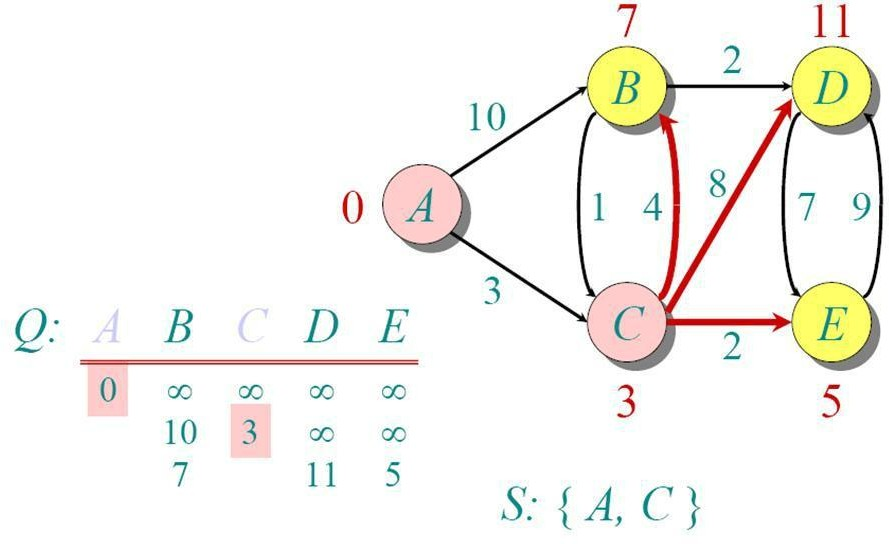 7 11
B 2 D
10
0 A 1 4 8 7 9
3
C 2 E
3 5
Q: A B C D E
0 ∞ ∞ ∞ ∞
10 3 ∞ ∞
7 11 5
S: { A, C }